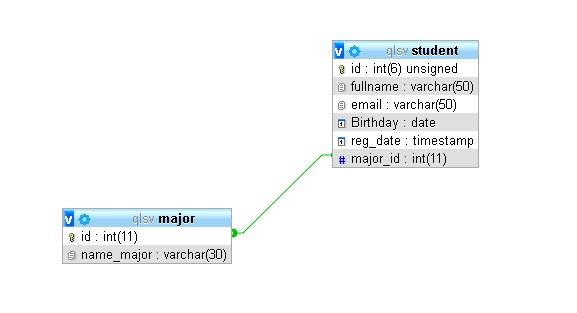 v qlsv student
id : int(6) unsigned
fullname : varchar(50)
email : varchar(50)
Birthday : date
reg_date : timestamp
# major_id : int(11)
v qlsv major
id : int(11)
name_major : varchar(30)